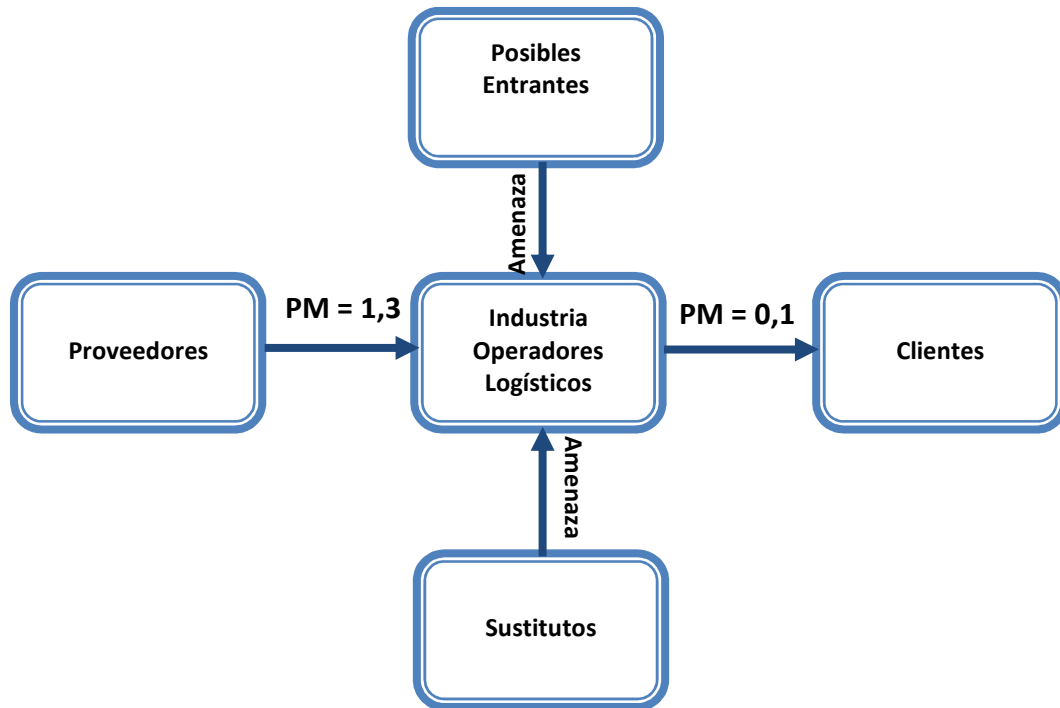 Posibles
Entrantes
Amenaza
Proveedores
PM = 1,3
Industria
Operadores
Logísticos
PM = 0,1
Clientes
Amenaza
Sustitutos